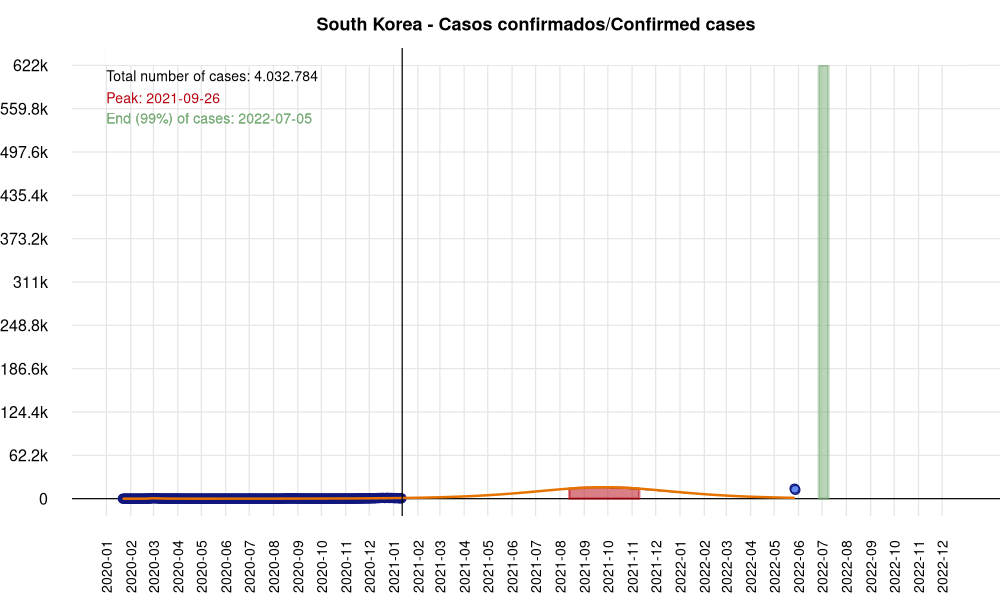 South Korea - Casos confirmados/Confirmed cases
Total number of cases: 4.032.784
Peak: 2021-09-26
End (99%) of cases: 2022-07-05
622k
559.8k
497.6k
435.4k
373.2k
311k
248.8k
186.6k
124.4k
62.2k
0
2020-01
2020-02
2020-03
2020-04
2020-05
2020-06
2020-07
2020-08
2020-09
2020-10
2020-11
2020-12
2021-01
2021-02
2021-03
2021-04
2021-05
2021-06
2021-07
2021-08
2021-09
2021-10
2021-11
2021-12
2022-01
2022-02
2022-03
2022-04
2022-05
2022-06
2022-07
2022-08
2022-09
2022-10
2022-11
2022-12